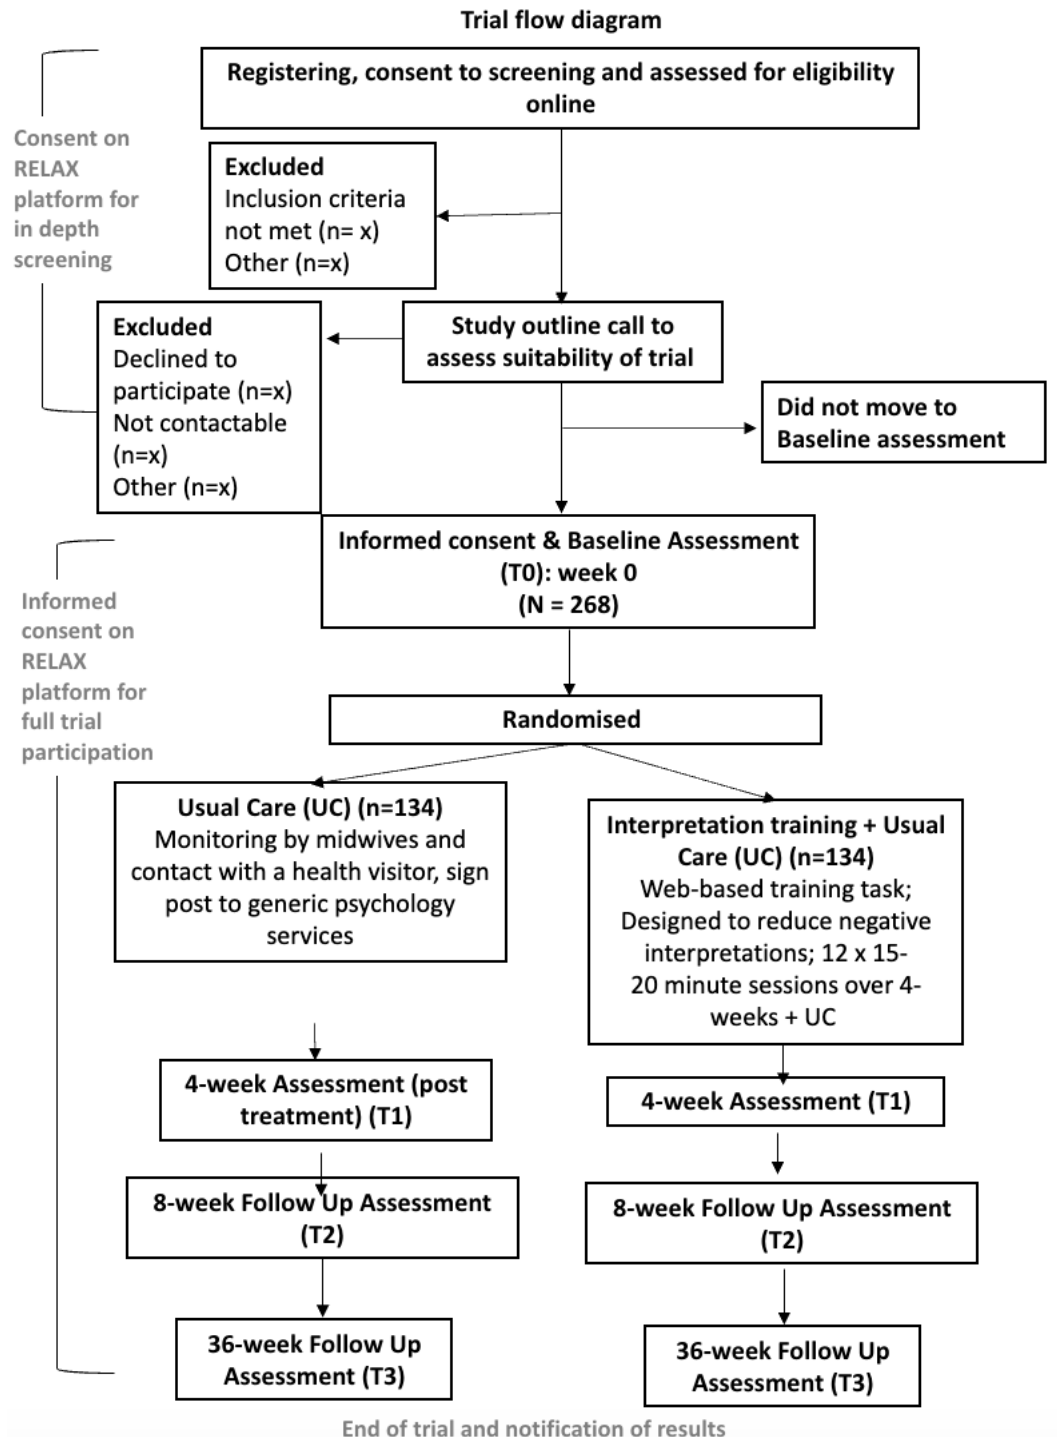 Trial flow diagram
Registering, consent to screening and assessed for eligibility
online
Consent on
RELAX
platform for
in depth
screening
Excluded
Inclusion criteria
not met (n= x)
Other (n=x)
Excluded
Declined to
participate (n=x)
Not contactable
(n=x)
Other (n=x)
Study outline call to
assess suitability of trial
Did not move to
Baseline assessment
Informed consent & Baseline Assessment
(T0): week 0
(N = 268)
Informed
consent on
RELAX
platform for
full trial
participation
Randomised
Usual Care (UC) (n=134)
Monitoring by midwives and
contact with a health visitor, sign
post to generic psychology
services
Interpretation training + Usual
Care (UC) (n=134)
Web-based training task;
Designed to reduce negative
interpretations; 12 x 15-
20 minute sessions over 4-
weeks + UC
4-week Assessment (post
treatment) (T1)
4-week Assessment (T1)
8-week Follow Up Assessment
(T2)
8-week Follow Up Assessment
(T2)
36-week Follow Up
Assessment (T3)
36-week Follow Up
Assessment (T3)
End of trial and notification of results